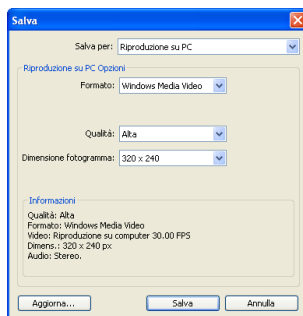 Salva
Salva per: Riproduzione su PC
Riproduzione su PC Opzioni
Formato: Windows Media Video
Qualità: Alta
Dimensione fotogramma: 320 x 240
Informazioni
Qualità: Alta
Formato: Windows Media Video
Video: Riproduzione su computer 30.00 FPS
Dimens.: 320 x 240 px
Audio: Stereo.
Aggiorna... Salva Annulla